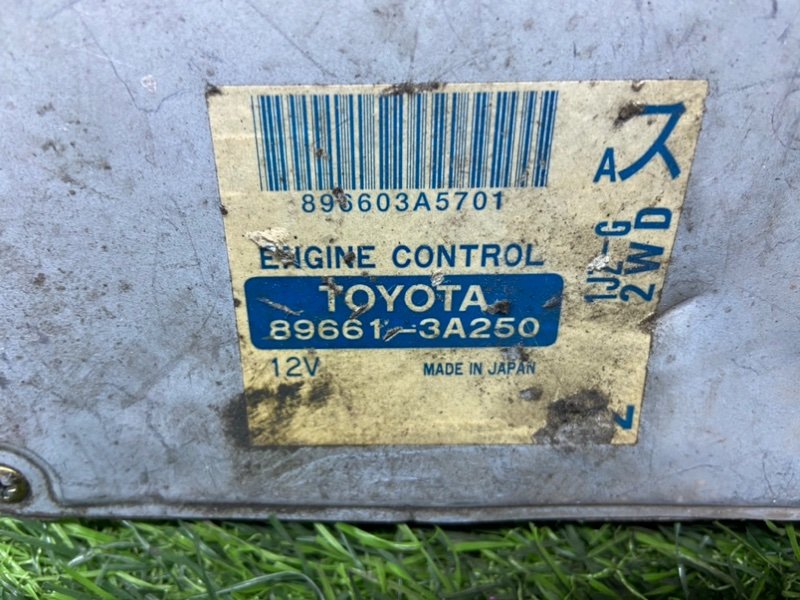 896603A5701
ENGINE CONTROL
TOYOTA
89661-3A250
12V MADE IN JAPAN
A ス
1JZ-G
2WD